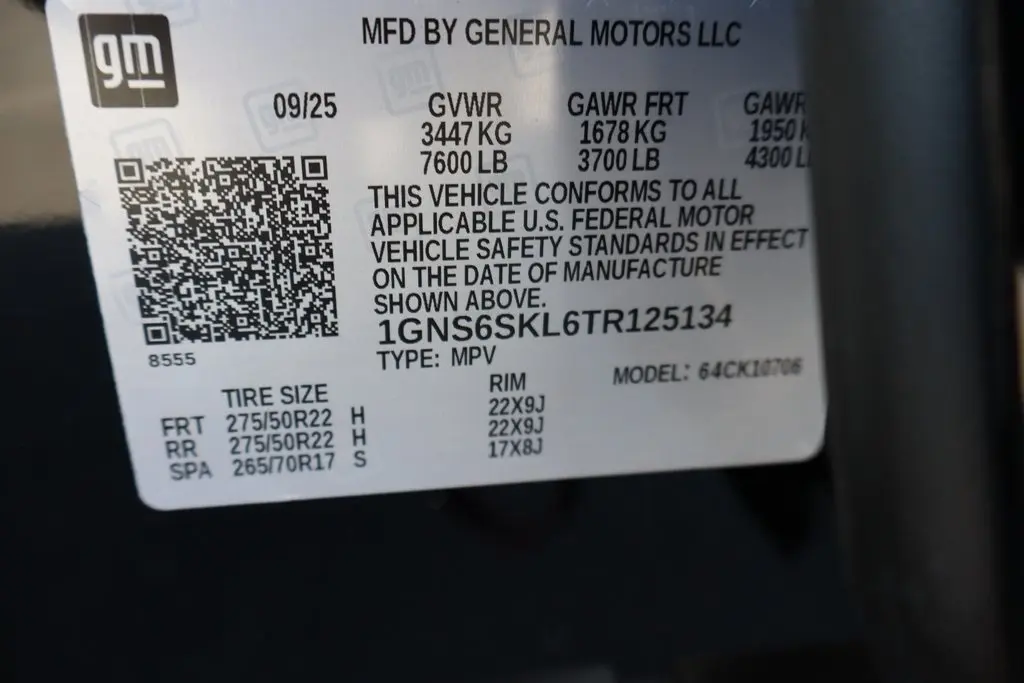 gm
MFD BY GENERAL MOTORS LLC
09/25 GVWR GAWR FRT GAWR
3447 KG 1678 KG 1950
7600 LB 3700 LB 4300 L
THIS VEHICLE CONFORMS TO ALL
APPLICABLE U.S. FEDERAL MOTOR
VEHICLE SAFETY STANDARDS IN EFFECT
ON THE DATE OF MANUFACTURE
SHOWN ABOVE.
1GNS6SKL6TR125134
8555
TYPE: MPV
MODEL: 64CK10706
TIRE SIZE RIM
FRT 275/50R22 H 22X9J
RR 275/50R22 H 22X9J
SPA 265/70R17 S 17X8J